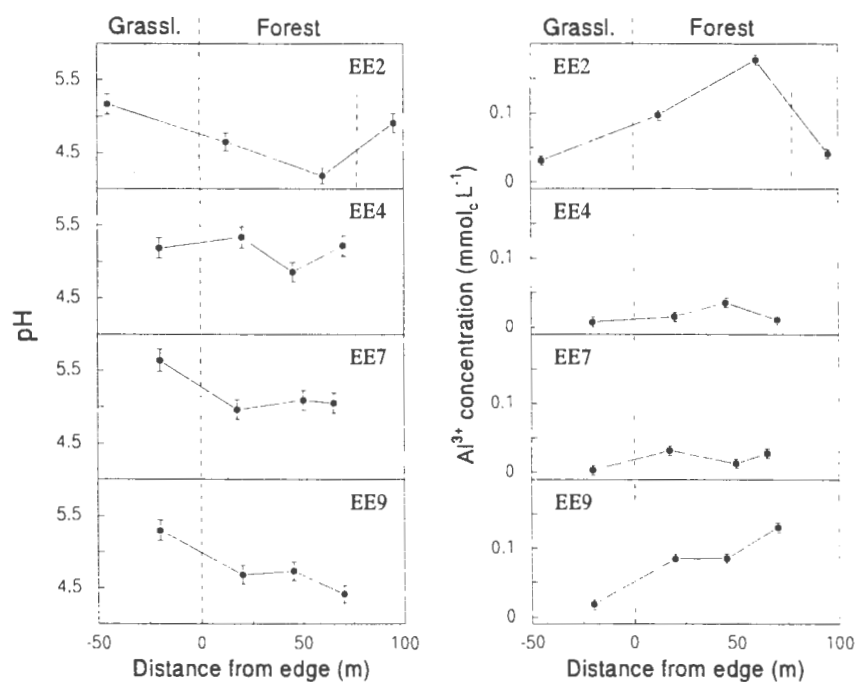 Grassl. Forest Grassl. Forest
EE2 EE2
5.5
4.5
0.1
0
EE4 EE4
5.5
4.5
0.1
0
EE7 EE7
5.5
4.5
0.1
0
EE9 EE9
5.5
4.5
0.1
0
pH
Al³⁺ concentration (mmol_c L⁻¹)
-50 0 50 100 -50 0 50 100
Distance from edge (m) Distance from edge (m)